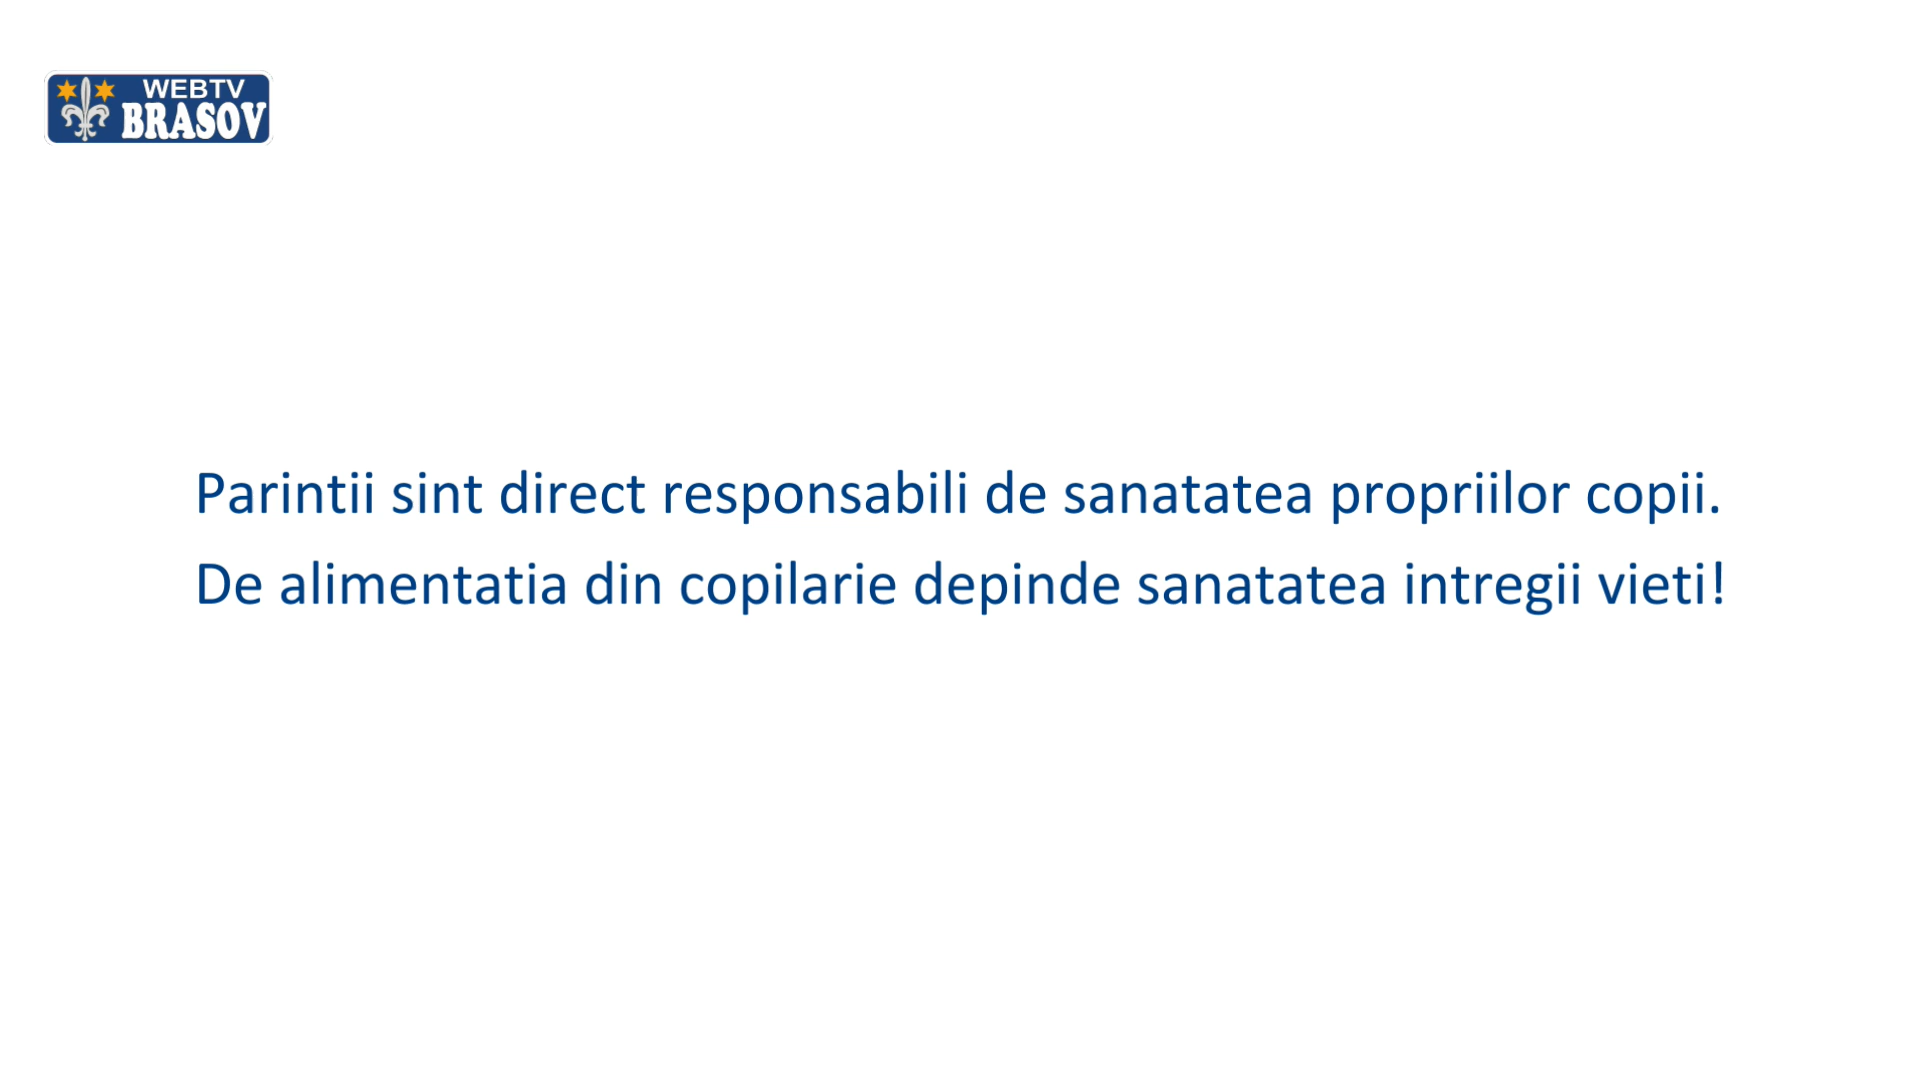 WEBTV
BRASOV
Parintii sint direct responsabili de sanatatea propriilor copii.
De alimentatia din copilarie depinde sanatatea intregii vieti!